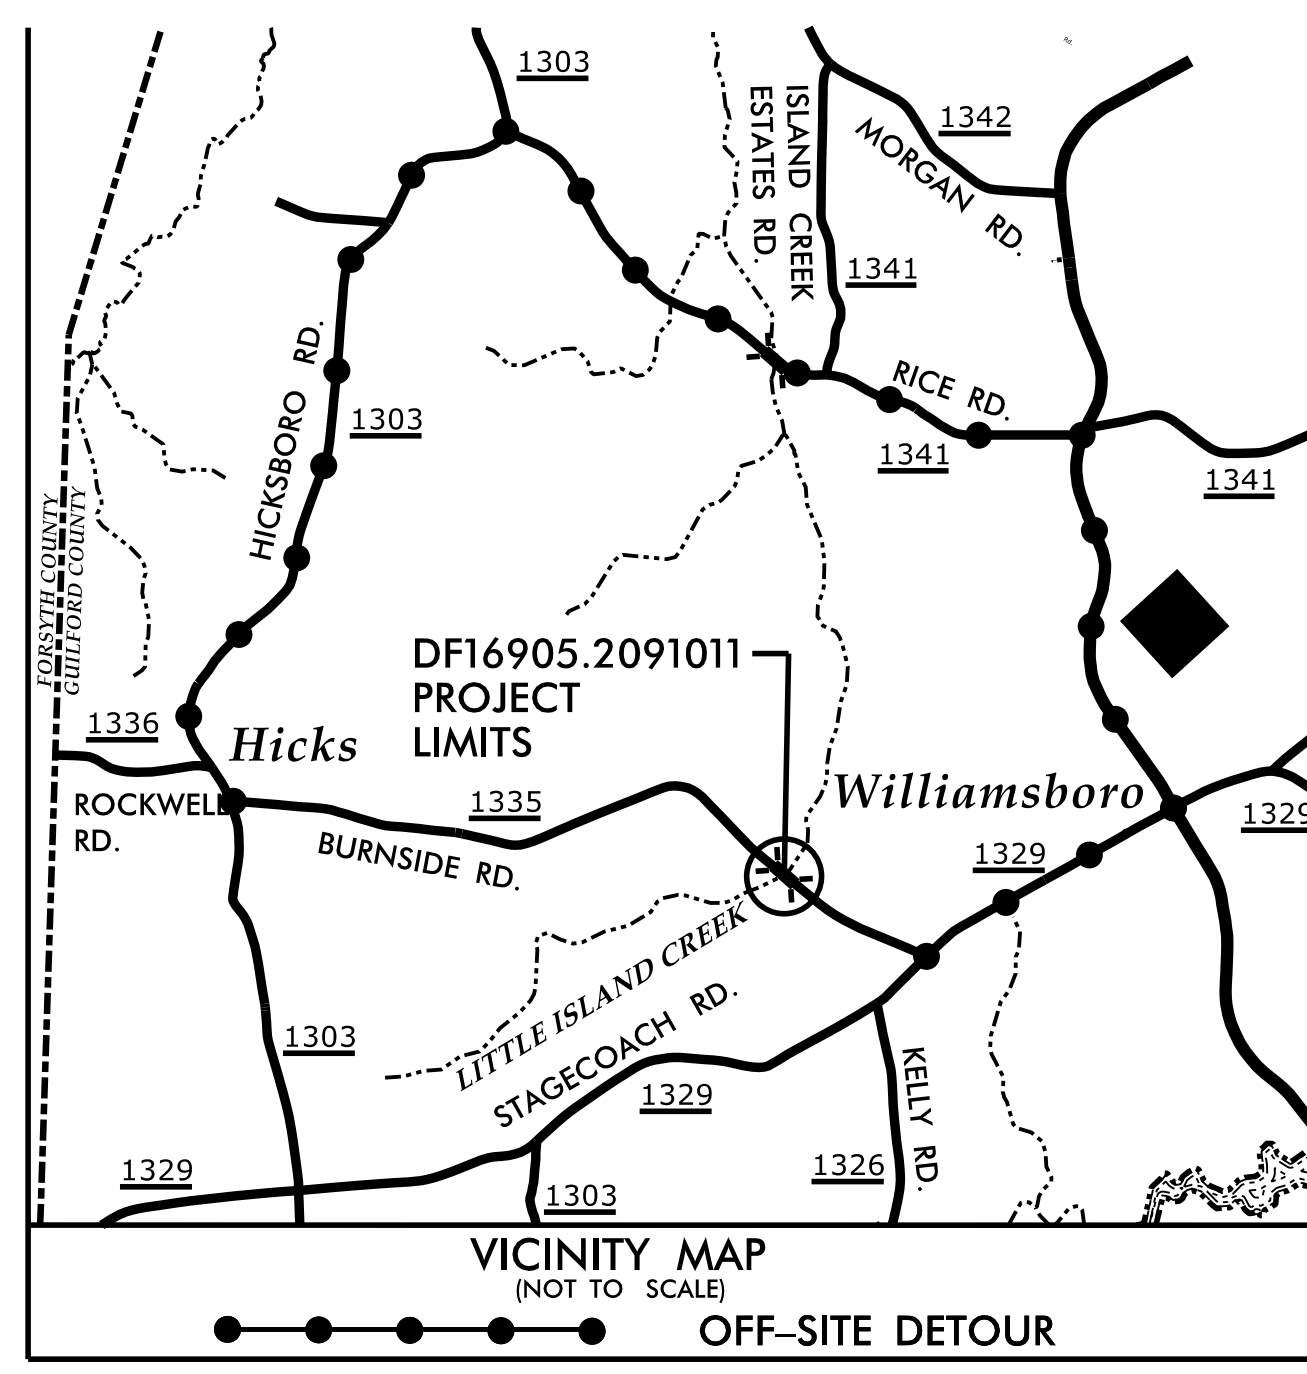 1303
Rd.
ISLAND CREEK
ESTATES RD.
1342
MORGAN RD.
1341
HICKSBORO RD.
1303
RICE RD.
1341
1341
FORSYTH COUNTY
GUILFORD COUNTY
DF16905.2091011
PROJECT
LIMITS
1336
Hicks
ROCKWELL
RD.
1335
BURNSIDE RD.
Williamsboro
1329
1329
LITTLE ISLAND CREEK
STAGECOACH RD.
1303
KELLY RD.
1329
1329
1326
1303
VICINITY MAP
(NOT TO SCALE)
OFF-SITE DETOUR